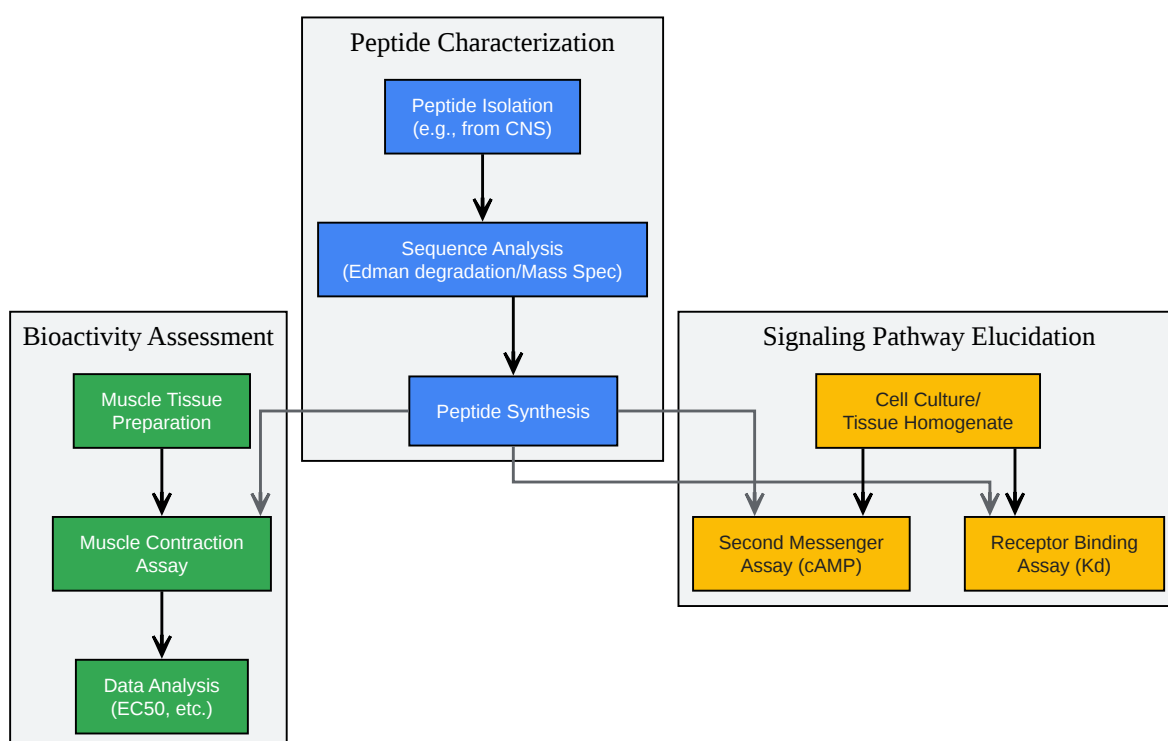 Peptide Characterization
Peptide Isolation
(e.g., from CNS)
Sequence Analysis
(Edman degradation/Mass Spec)
Peptide Synthesis
Bioactivity Assessment
Muscle Tissue
Preparation
Muscle Contraction
Assay
Data Analysis
(EC50, etc.)
Signaling Pathway Elucidation
Cell Culture/
Tissue Homogenate
Second Messenger
Assay (cAMP)
Receptor Binding
Assay (Kd)